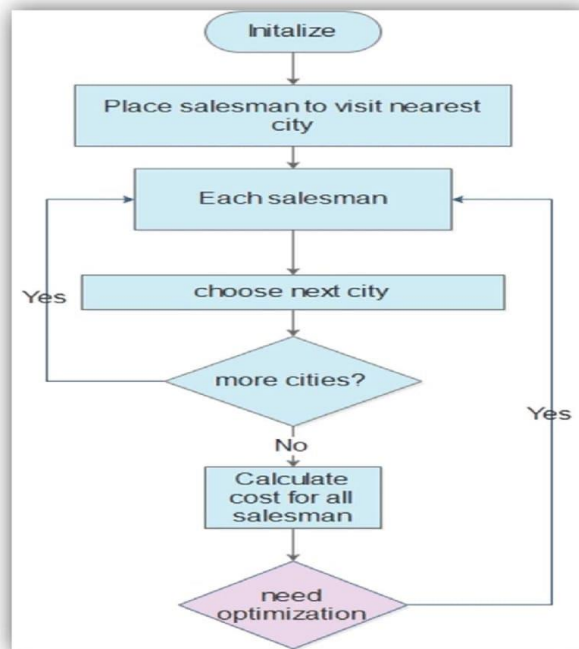 Initalize
Place salesman to visit nearest
city
Each salesman
choose next city
Yes
more cities?
Yes
No
Calculate
cost for all
salesman
need
optimization